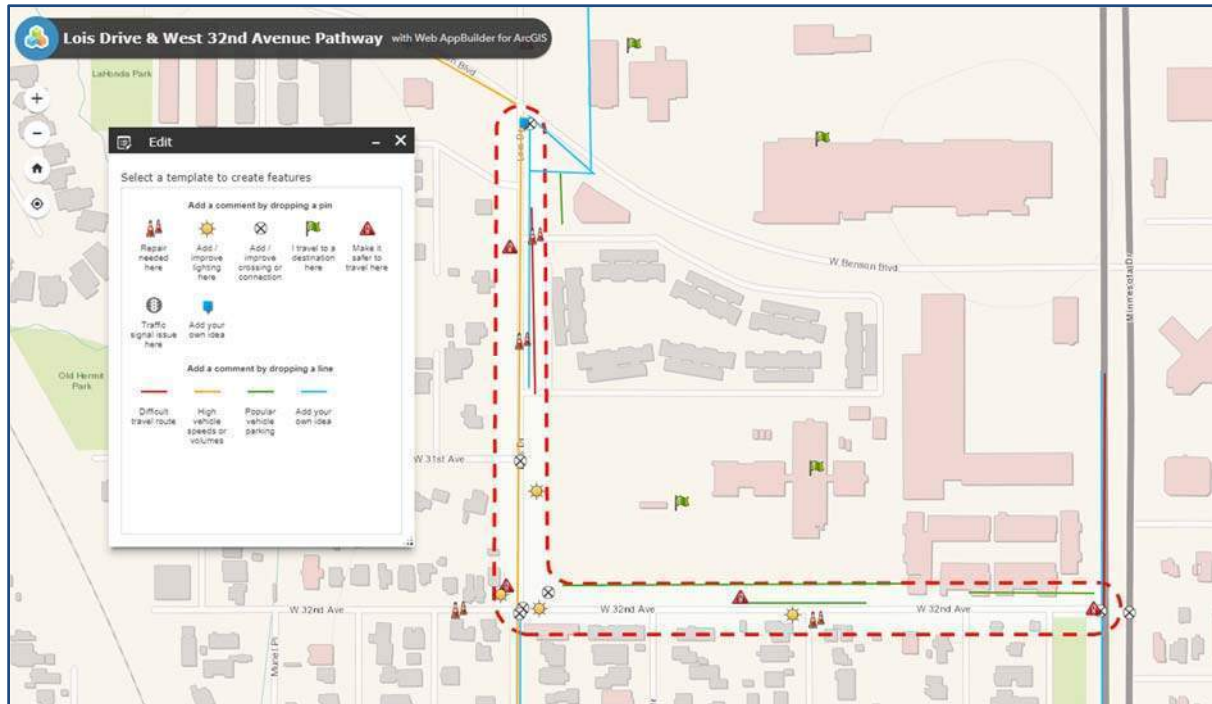 Lois Drive & West 32nd Avenue Pathway with Web AppBuilder for ArcGIS
LaHonda Park
Blvd
Edit
Select a template to create features
Add a comment by dropping a pin
Repair
needed
here
Add /
improve
lighting
here
Add /
improve
crossing or
connection
I travel to a
destination
here
Make it
safer to
travel here
Traffic
signal issue
here
Add your
own idea
Add a comment by dropping a line
Difficult
travel route
High
vehicle
speeds or
volumes
Popular
vehicle
parking
Add your
own idea
Old Hermit
Park
W Benson Blvd
Minnesota Dr
W 31st Ave
W 32nd Ave
W 32nd Ave
W 32nd Ave
Muriel Pl